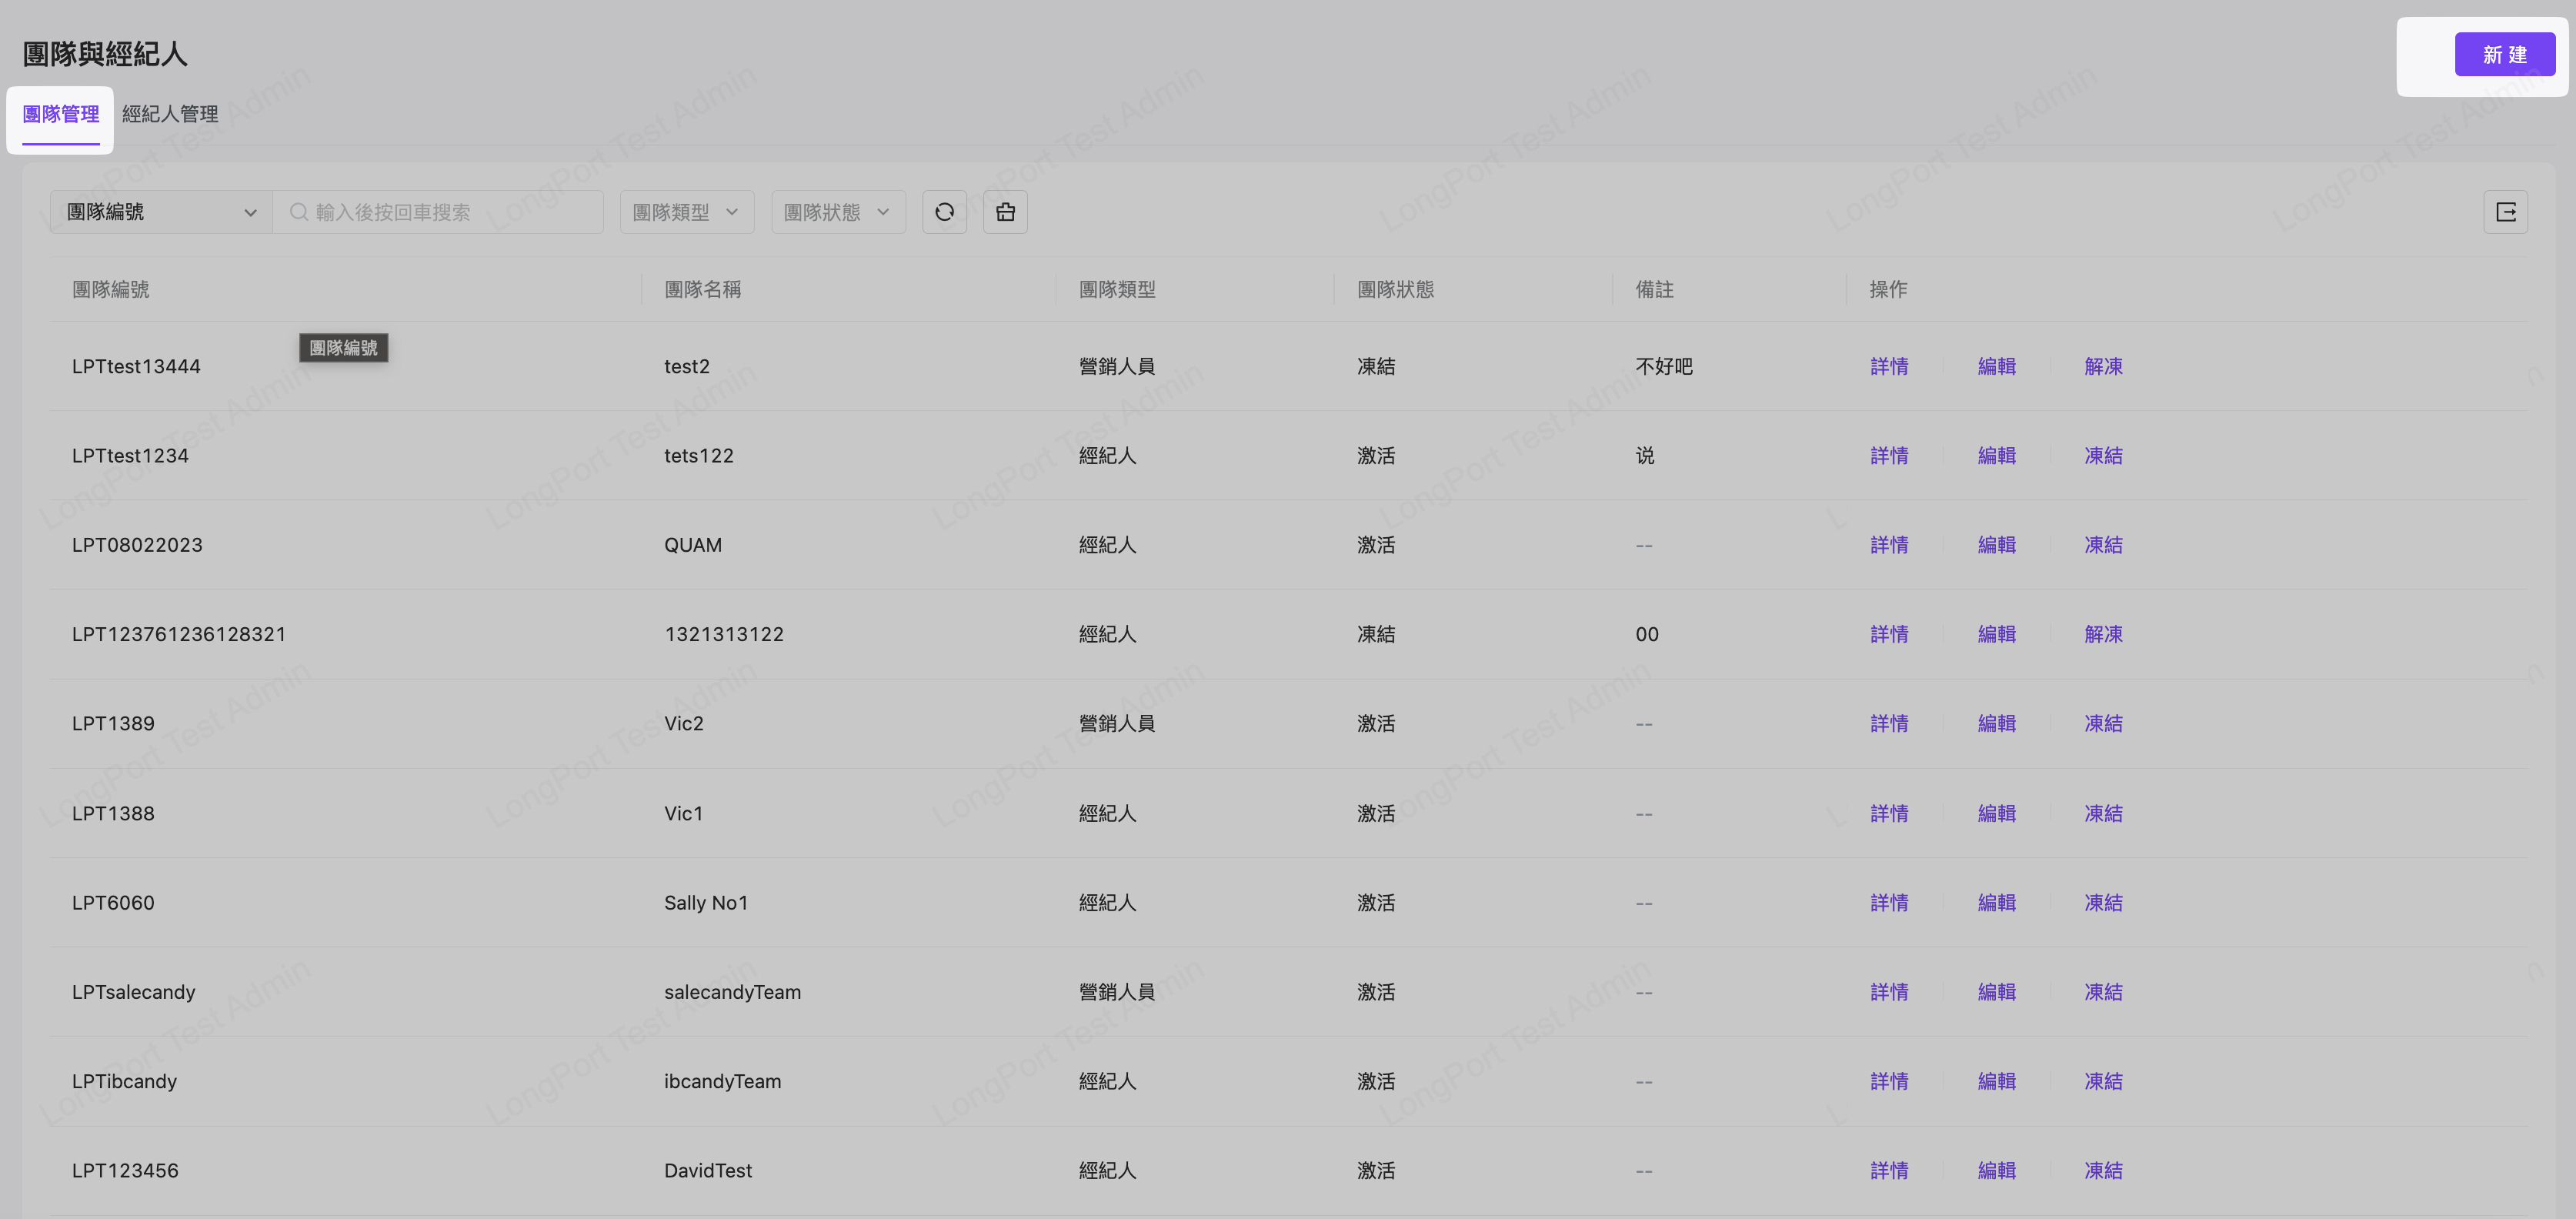 團隊與經紀人
新 建
團隊管理 經紀人管理
團隊編號 輸入後按回車搜索 團隊類型 團隊狀態
團隊編號 團隊名稱 團隊類型 團隊狀態 備註 操作
團隊編號
LPTtest13444 test2 營銷人員 凍結 不好吧 詳情 編輯 解凍
LPTtest1234 tets122 經紀人 激活 说 詳情 編輯 凍結
LPT08022023 QUAM 經紀人 激活 -- 詳情 編輯 凍結
LPT123761236128321 1321313122 經紀人 凍結 00 詳情 編輯 解凍
LPT1389 Vic2 營銷人員 激活 -- 詳情 編輯 凍結
LPT1388 Vic1 經紀人 激活 -- 詳情 編輯 凍結
LPT6060 Sally No1 經紀人 激活 -- 詳情 編輯 凍結
LPTsalecandy salecandyTeam 營銷人員 激活 -- 詳情 編輯 凍結
LPTibcandy ibcandyTeam 經紀人 激活 -- 詳情 編輯 凍結
LPT123456 DavidTest 經紀人 激活 -- 詳情 編輯 凍結
LongPort Test Admin